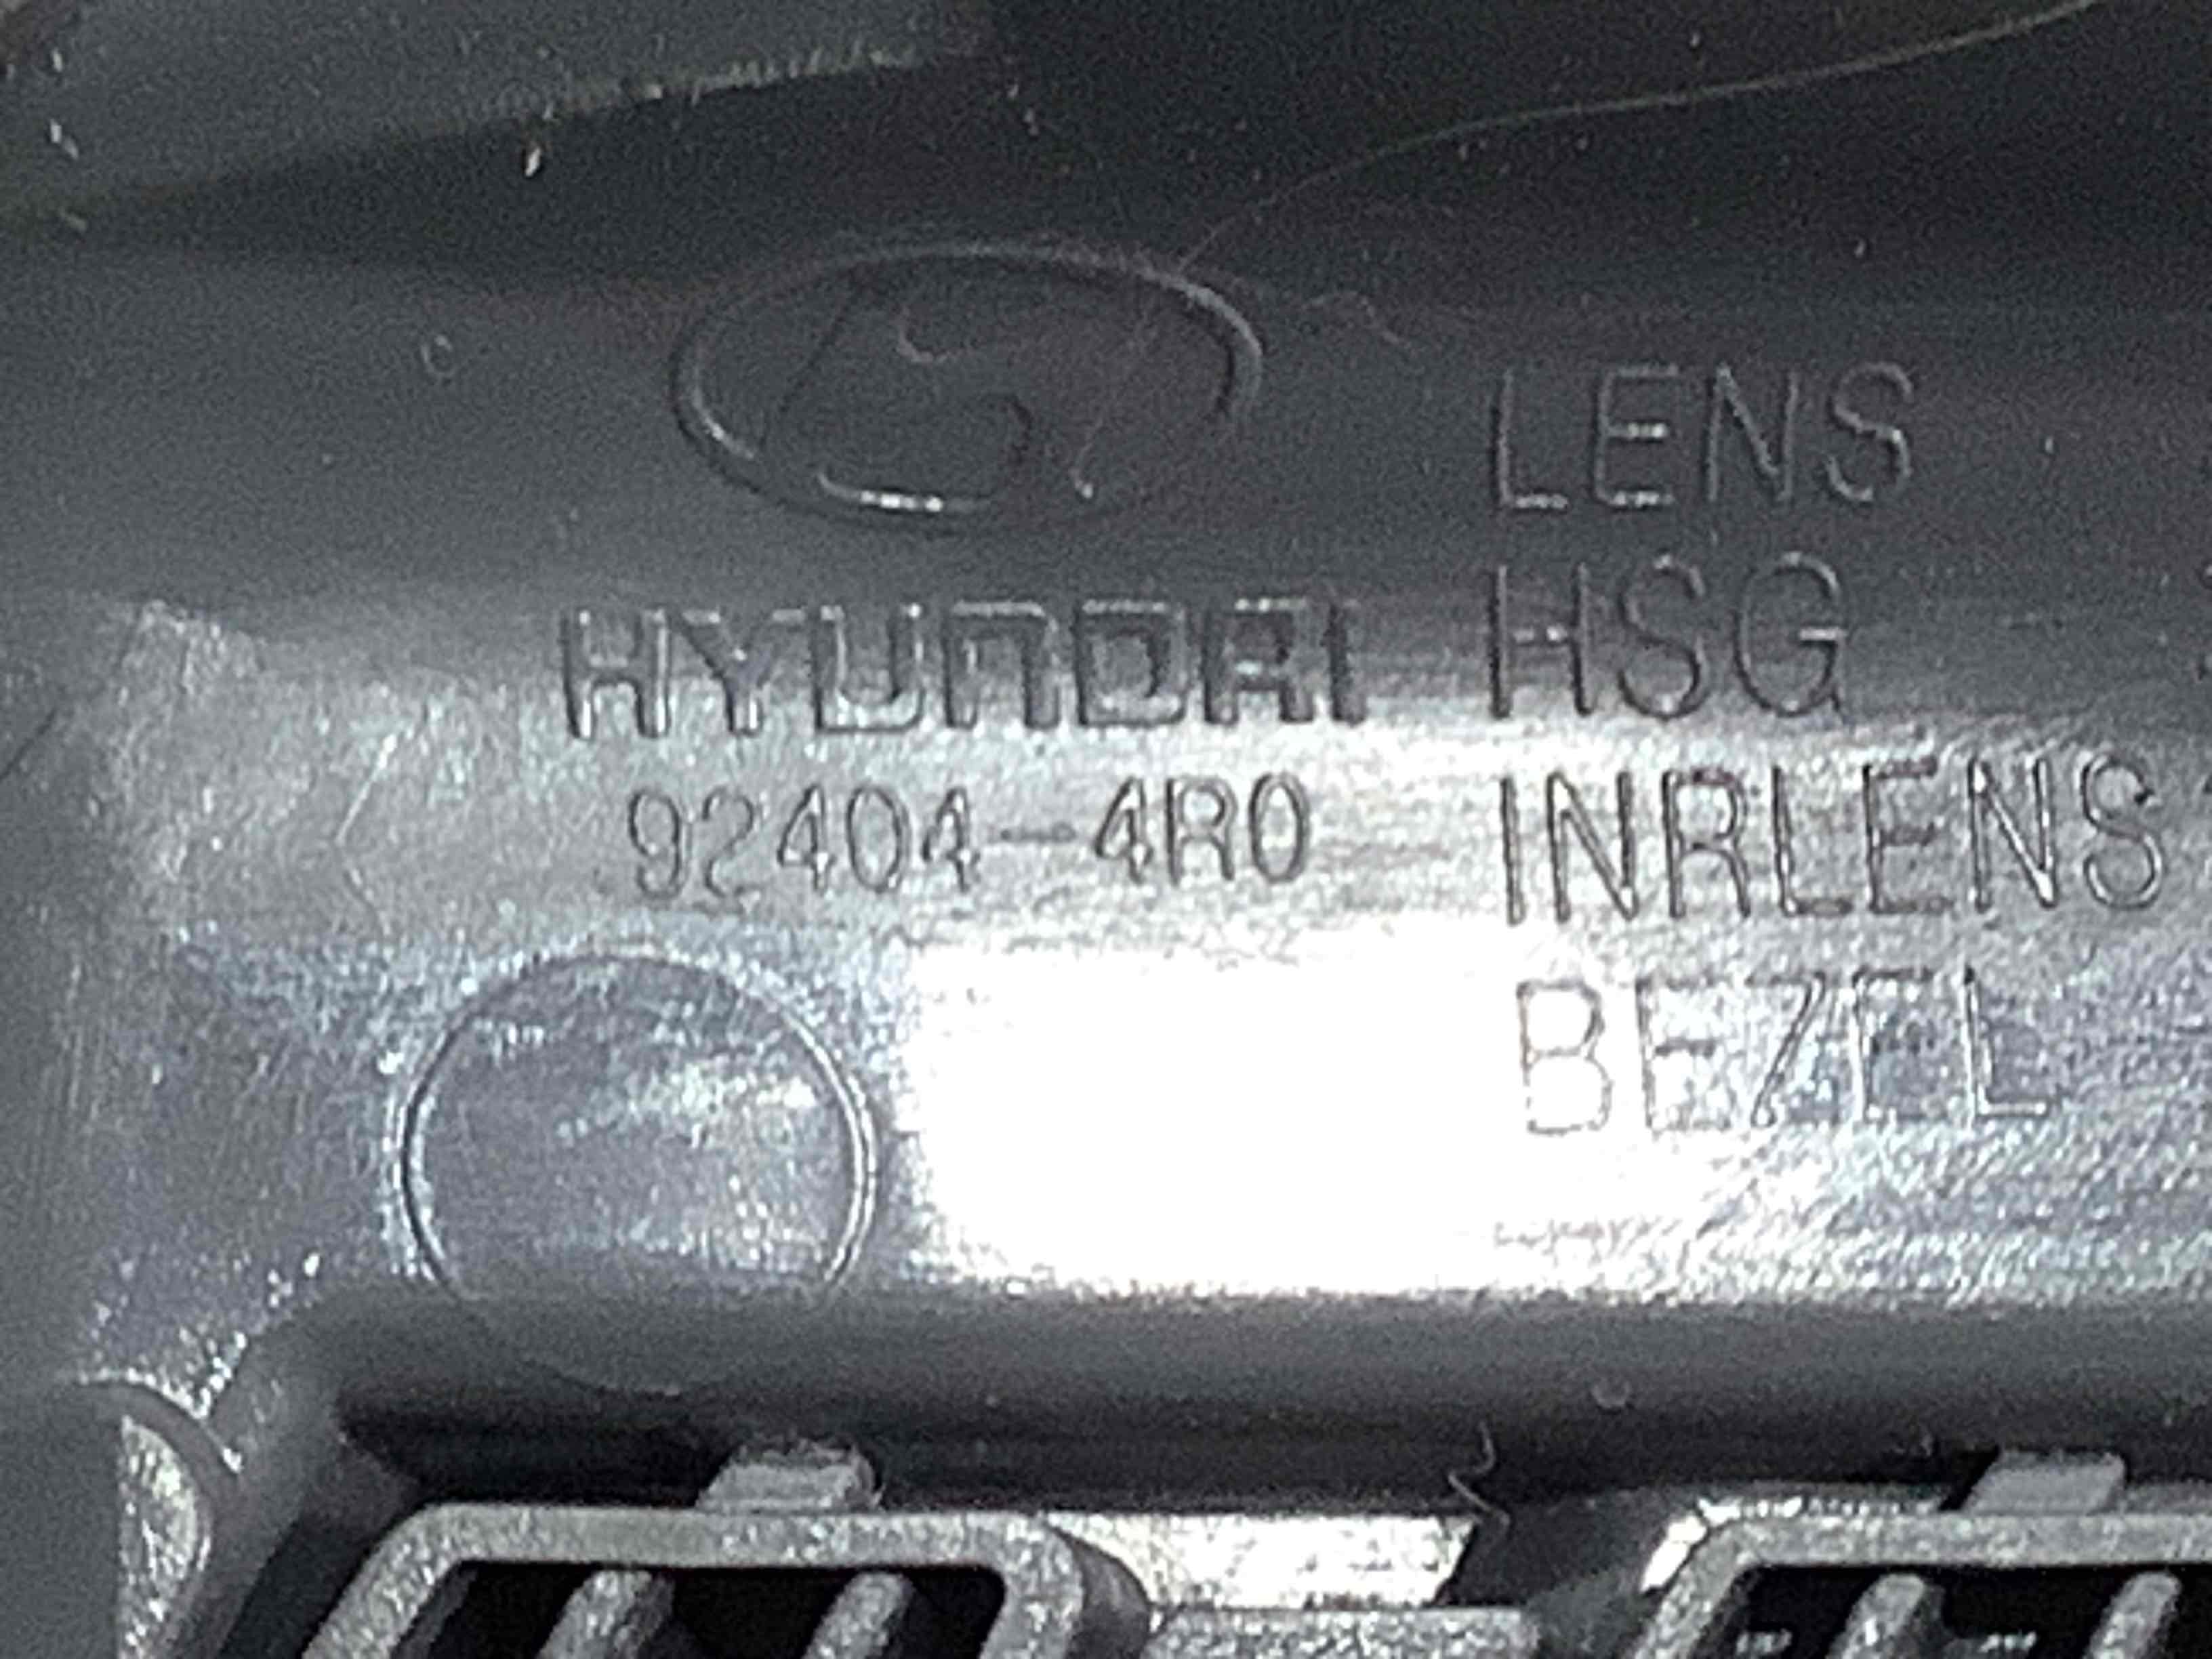 HYUNDAI
92404-4R0
LENS
HSG
INRLENS
BEZEL